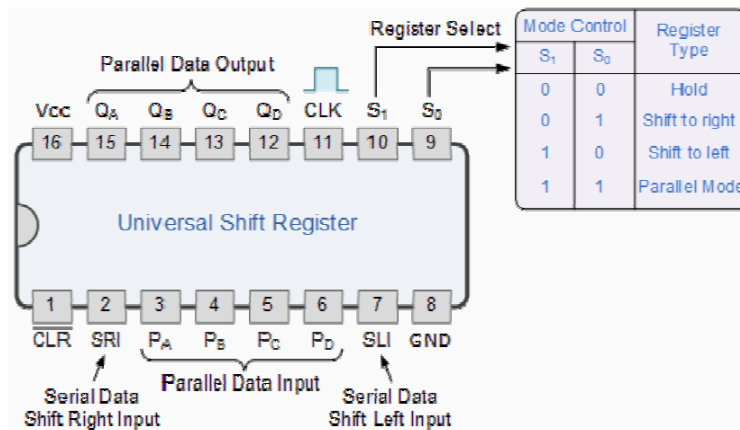 Register Select
Mode Control
Register Type
S1 S0
0 0 Hold
0 1 Shift to right
1 0 Shift to left
1 1 Parallel Mode
Parallel Data Output
Vcc QA QB QC QD CLK S1 S0
16 15 14 13 12 11 10 9
Universal Shift Register
1 2 3 4 5 6 7 8
CLR SRI PA PB PC PD SLI GND
Parallel Data Input
Serial Data
Shift Right Input
Serial Data
Shift Left Input